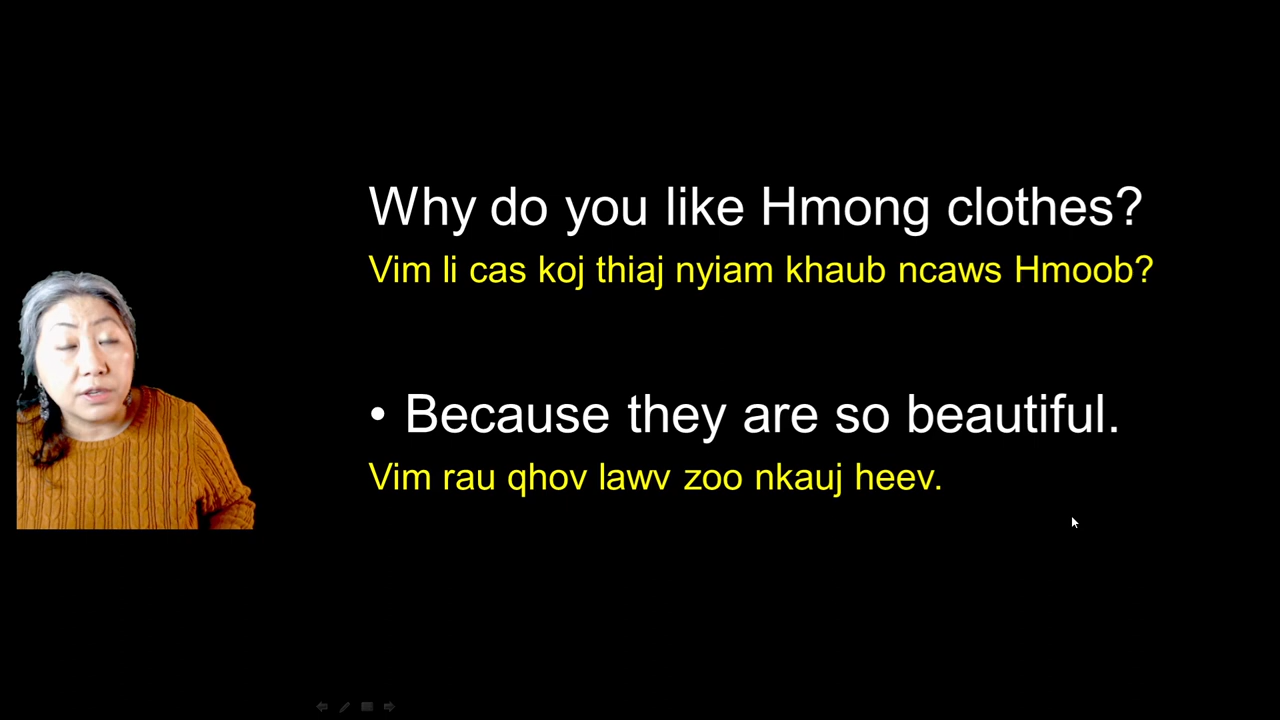 Why do you like Hmong clothes?
Vim li cas koj thiaj nyiam khaub ncaws Hmoob?
• Because they are so beautiful.
Vim rau qhov lawv zoo nkauj heev.